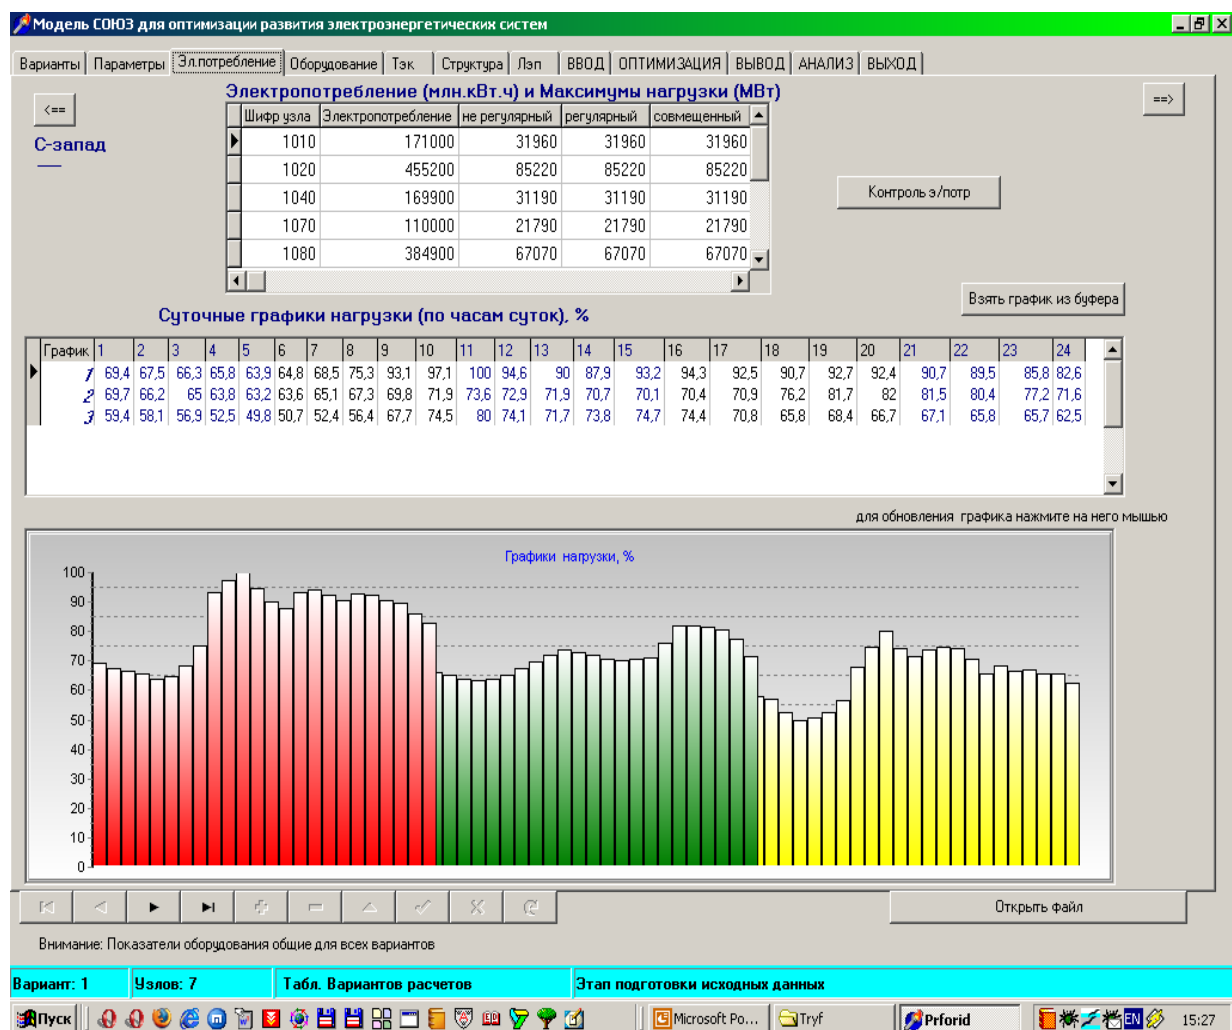 Модель СОЮЗ для оптимизации развития электроэнергетических систем
Варианты Параметры Эл.потребление Оборудование Тэк Структура Лэп ВВОД ОПТИМИЗАЦИЯ ВЫВОД АНАЛИЗ ВЫХОД
Электропотребление (млн.кВт.ч) и Максимумы нагрузки (МВт)
<== ==>
С-запад
Шифр узла Электропотребление не регулярный регулярный совмещенный
1010 171000 31960 31960 31960
1020 455200 85220 85220 85220
1040 169900 31190 31190 31190
1070 110000 21790 21790 21790
1080 384900 67070 67070 67070
Контроль э/потр
Взять график из буфера
Суточные графики нагрузки (по часам суток), %
График 1 2 3 4 5 6 7 8 9 10 11 12 13 14 15 16 17 18 19 20 21 22 23 24
1 69,4 67,5 66,3 65,8 63,9 64,8 68,5 75,3 93,1 97,1 100 94,6 90 87,9 93,2 94,3 92,5 90,7 92,7 92,4 90,7 89,5 85,8 82,6
2 69,7 66,2 65 63,8 63,2 63,6 65,1 67,3 69,8 71,9 73,6 72,9 71,9 70,7 70,1 70,4 70,9 76,2 81,7 82 81,5 80,4 77,2 71,6
3 59,4 58,1 56,9 52,5 49,8 50,7 52,4 56,4 67,7 74,5 80 74,1 71,7 73,8 74,7 74,4 70,8 65,8 68,4 66,7 67,1 65,8 65,7 62,5
для обновления графика нажмите на него мышью
Графики нагрузки, %
100
90
80
70
60
50
40
30
20
10
0
Открыть файл
Внимание: Показатели оборудования общие для всех вариантов
Вариант: 1 Узлов: 7 Табл. Вариантов расчетов Этап подготовки исходных данных
Пуск Microsoft Po... Tryf Prforid EN 15:27